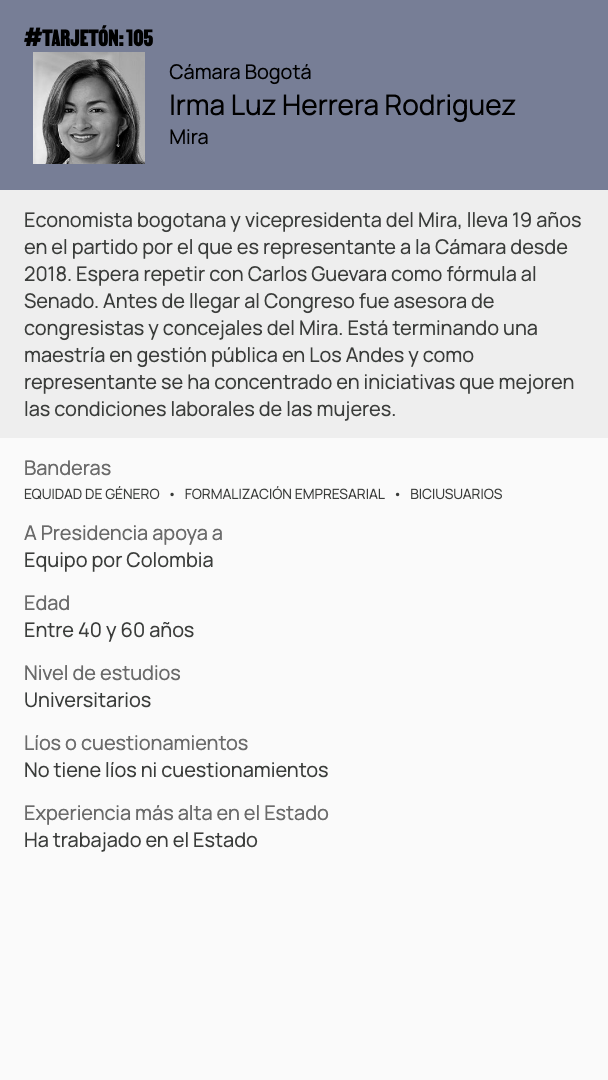 #TARJETÓN: 105
Cámara Bogotá
Irma Luz Herrera Rodriguez
Mira
Economista bogotana y vicepresidenta del Mira, lleva 19 años
en el partido por el que es representante a la Cámara desde
2018. Espera repetir con Carlos Guevara como fórmula al
Senado. Antes de llegar al Congreso fue asesora de
congresistas y concejales del Mira. Está terminando una
maestría en gestión pública en Los Andes y como
representante se ha concentrado en iniciativas que mejoren
las condiciones laborales de las mujeres.
Banderas
EQUIDAD DE GÉNERO • FORMALIZACIÓN EMPRESARIAL • BICIUSUARIOS
A Presidencia apoya a
Equipo por Colombia
Edad
Entre 40 y 60 años
Nivel de estudios
Universitarios
Líos o cuestionamientos
No tiene líos ni cuestionamientos
Experiencia más alta en el Estado
Ha trabajado en el Estado